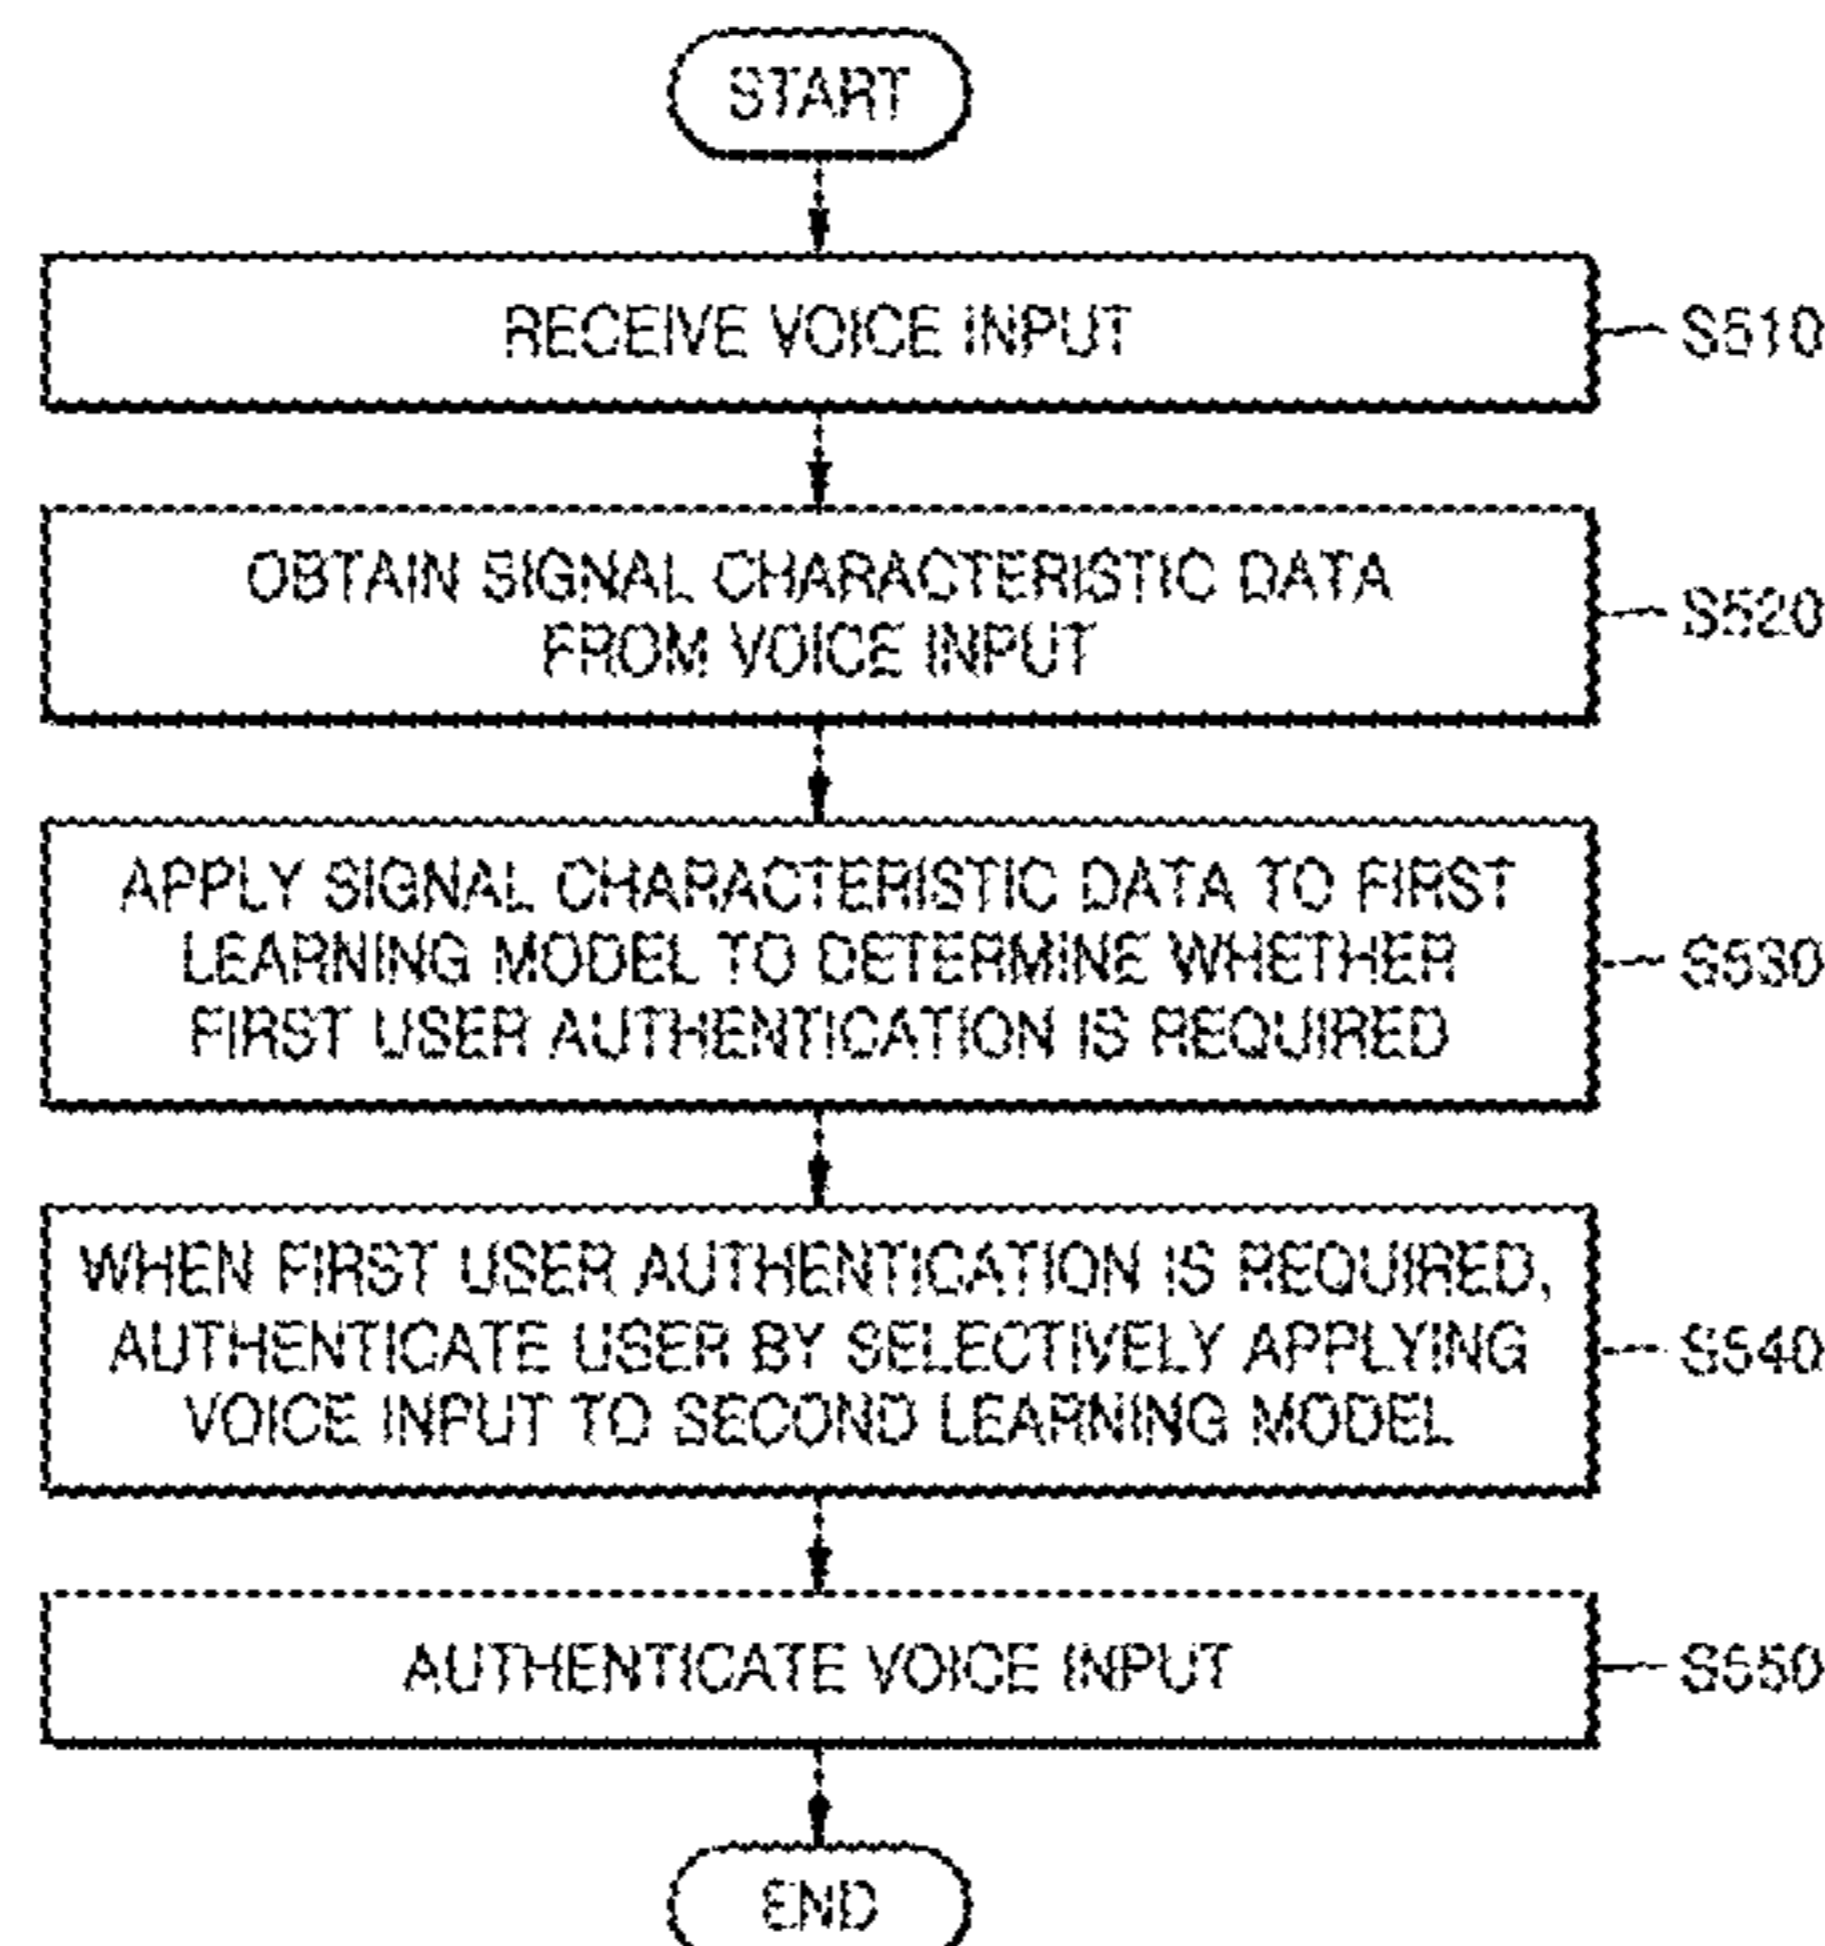 START
RECEIVE VOICE INPUT
S510
OBTAIN SIGNAL CHARACTERISTIC DATA
FROM VOICE INPUT
S520
APPLY SIGNAL CHARACTERISTIC DATA TO FIRST
LEARNING MODEL TO DETERMINE WHETHER
FIRST USER AUTHENTICATION IS REQUIRED
S530
WHEN FIRST USER AUTHENTICATION IS REQUIRED,
AUTHENTICATE USER BY SELECTIVELY APPLYING
VOICE INPUT TO SECOND LEARNING MODEL
S540
AUTHENTICATE VOICE INPUT
S550
END